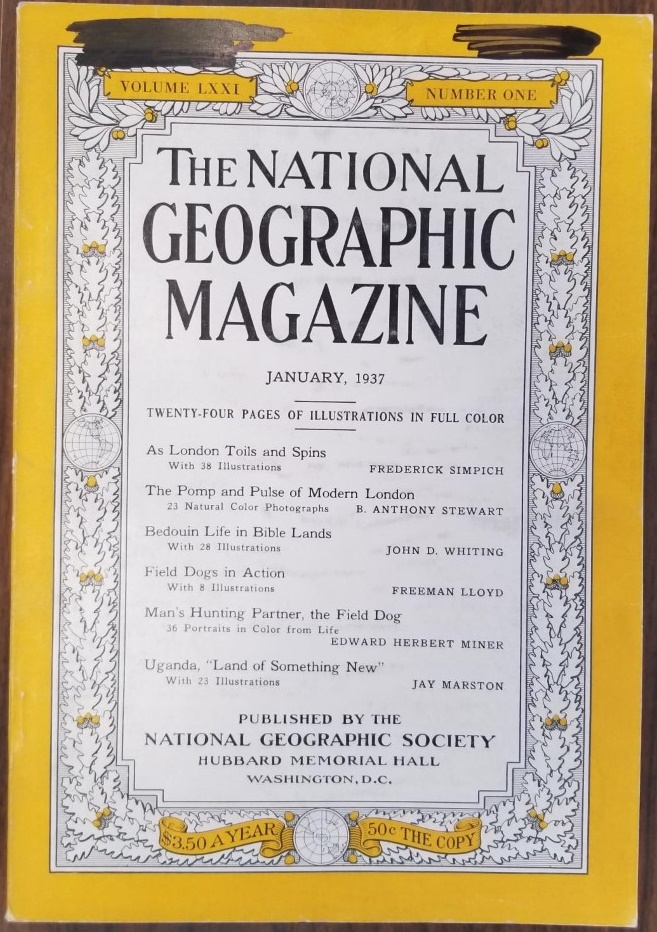 VOLUME LXXI
NUMBER ONE
THE NATIONAL
GEOGRAPHIC
MAGAZINE
JANUARY, 1937
TWENTY-FOUR PAGES OF ILLUSTRATIONS IN FULL COLOR
As London Toils and Spins
With 38 Illustrations FREDERICK SIMPICH
The Pomp and Pulse of Modern London
23 Natural Color Photographs B. ANTHONY STEWART
Bedouin Life in Bible Lands
With 28 Illustrations JOHN D. WHITING
Field Dogs in Action
With 8 Illustrations FREEMAN LLOYD
Man's Hunting Partner, the Field Dog
36 Portraits in Color from Life
EDWARD HERBERT MINER
Uganda, "Land of Something New"
With 23 Illustrations JAY MARSTON
PUBLISHED BY THE
NATIONAL GEOGRAPHIC SOCIETY
HUBBARD MEMORIAL HALL
WASHINGTON, D.C.
$3.50 A YEAR
50c THE COPY